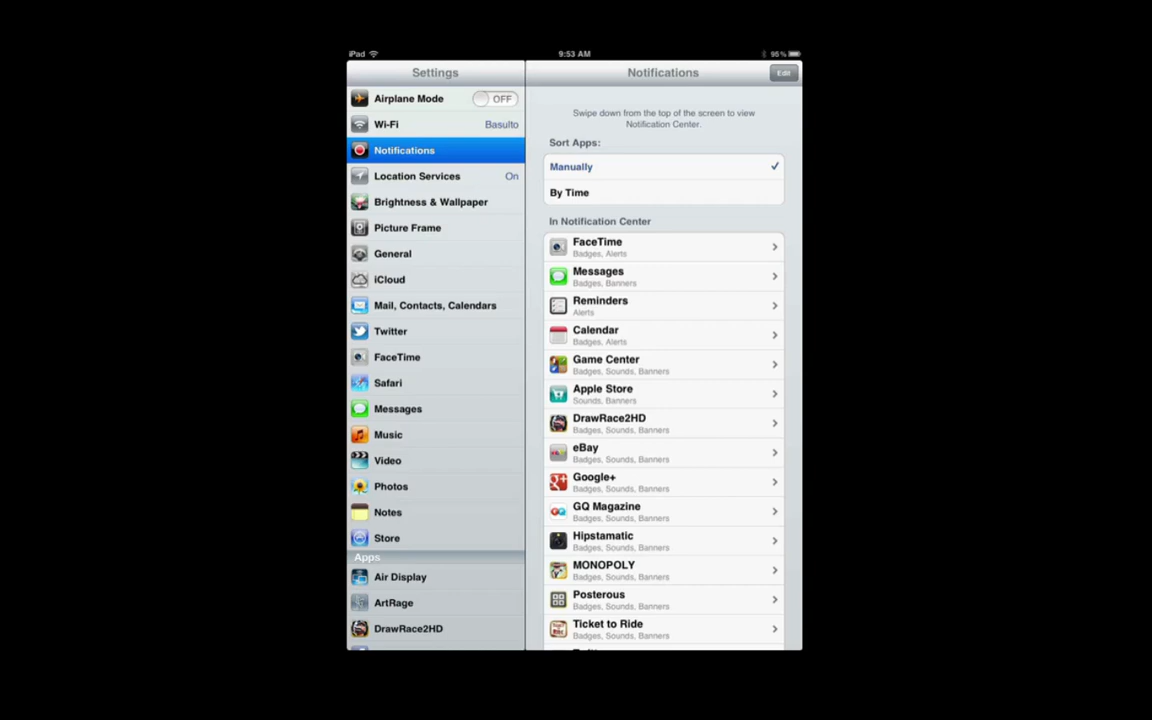 iPad
9:53 AM
95%
Settings
Airplane Mode OFF
Wi-Fi Basulto
Notifications
Location Services On
Brightness & Wallpaper
Picture Frame
General
iCloud
Mail, Contacts, Calendars
Twitter
FaceTime
Safari
Messages
Music
Video
Photos
Notes
Store
Apps
Air Display
ArtRage
DrawRace2HD
Notifications
Edit
Swipe down from the top of the screen to view
Notification Center.
Sort Apps:
Manually
By Time
In Notification Center
FaceTime
Badges, Alerts
Messages
Badges, Banners
Reminders
Alerts
Calendar
Badges, Alerts
Game Center
Badges, Sounds, Banners
Apple Store
Sounds, Banners
DrawRace2HD
Badges, Sounds, Banners
eBay
Badges, Sounds, Banners
Google+
Badges, Sounds, Banners
GQ Magazine
Badges, Sounds, Banners
Hipstamatic
Badges, Sounds, Banners
MONOPOLY
Badges, Sounds, Banners
Posterous
Badges, Sounds, Banners
Ticket to Ride
Badges, Sounds, Banners